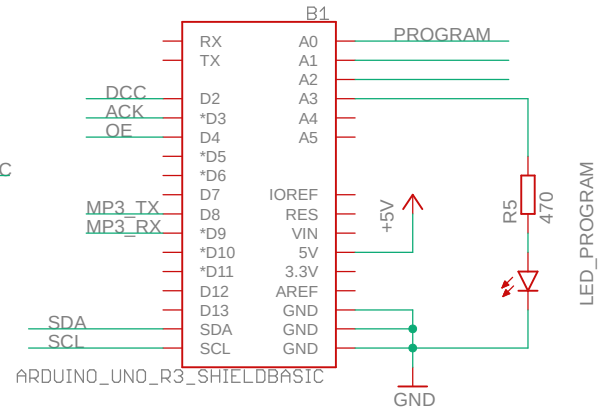 B1
RX A0 PROGRAM
TX A1
A2
DCC D2 A3
ACK *D3 A4
OE D4 A5
*D5
C *D6
D7 IOREF
MP3_TX D8 RES
MP3_RX *D9 VIN
*D10 5V +5V
*D11 3.3V
D12 AREF
D13 GND
SDA SDA GND
SCL SCL GND
R5
470
LED_PROGRAM
ARDUINO_UNO_R3_SHIELDBASIC
GND